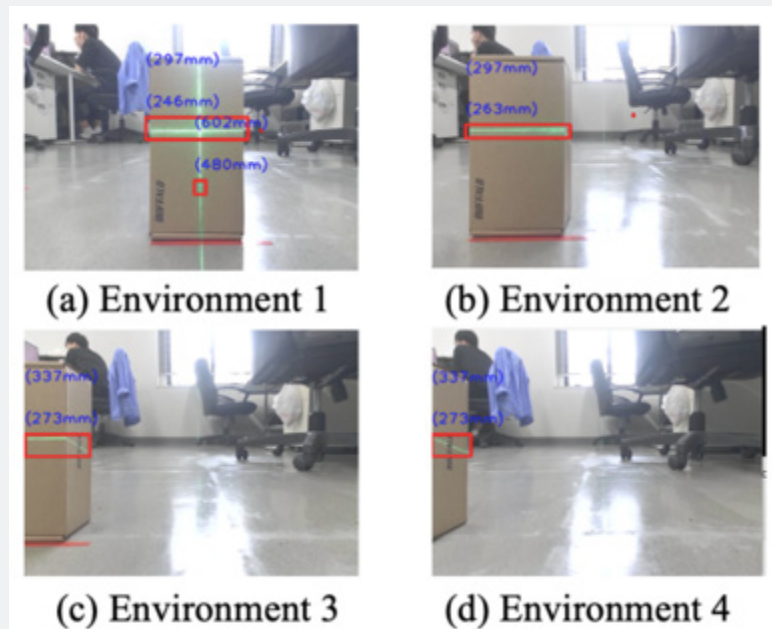 (297mm)
(246mm)
(602mm)
(480mm)
(a) Environment 1
(297mm)
(263mm)
(b) Environment 2
(337mm)
(273mm)
(c) Environment 3
(337mm)
(273mm)
(d) Environment 4